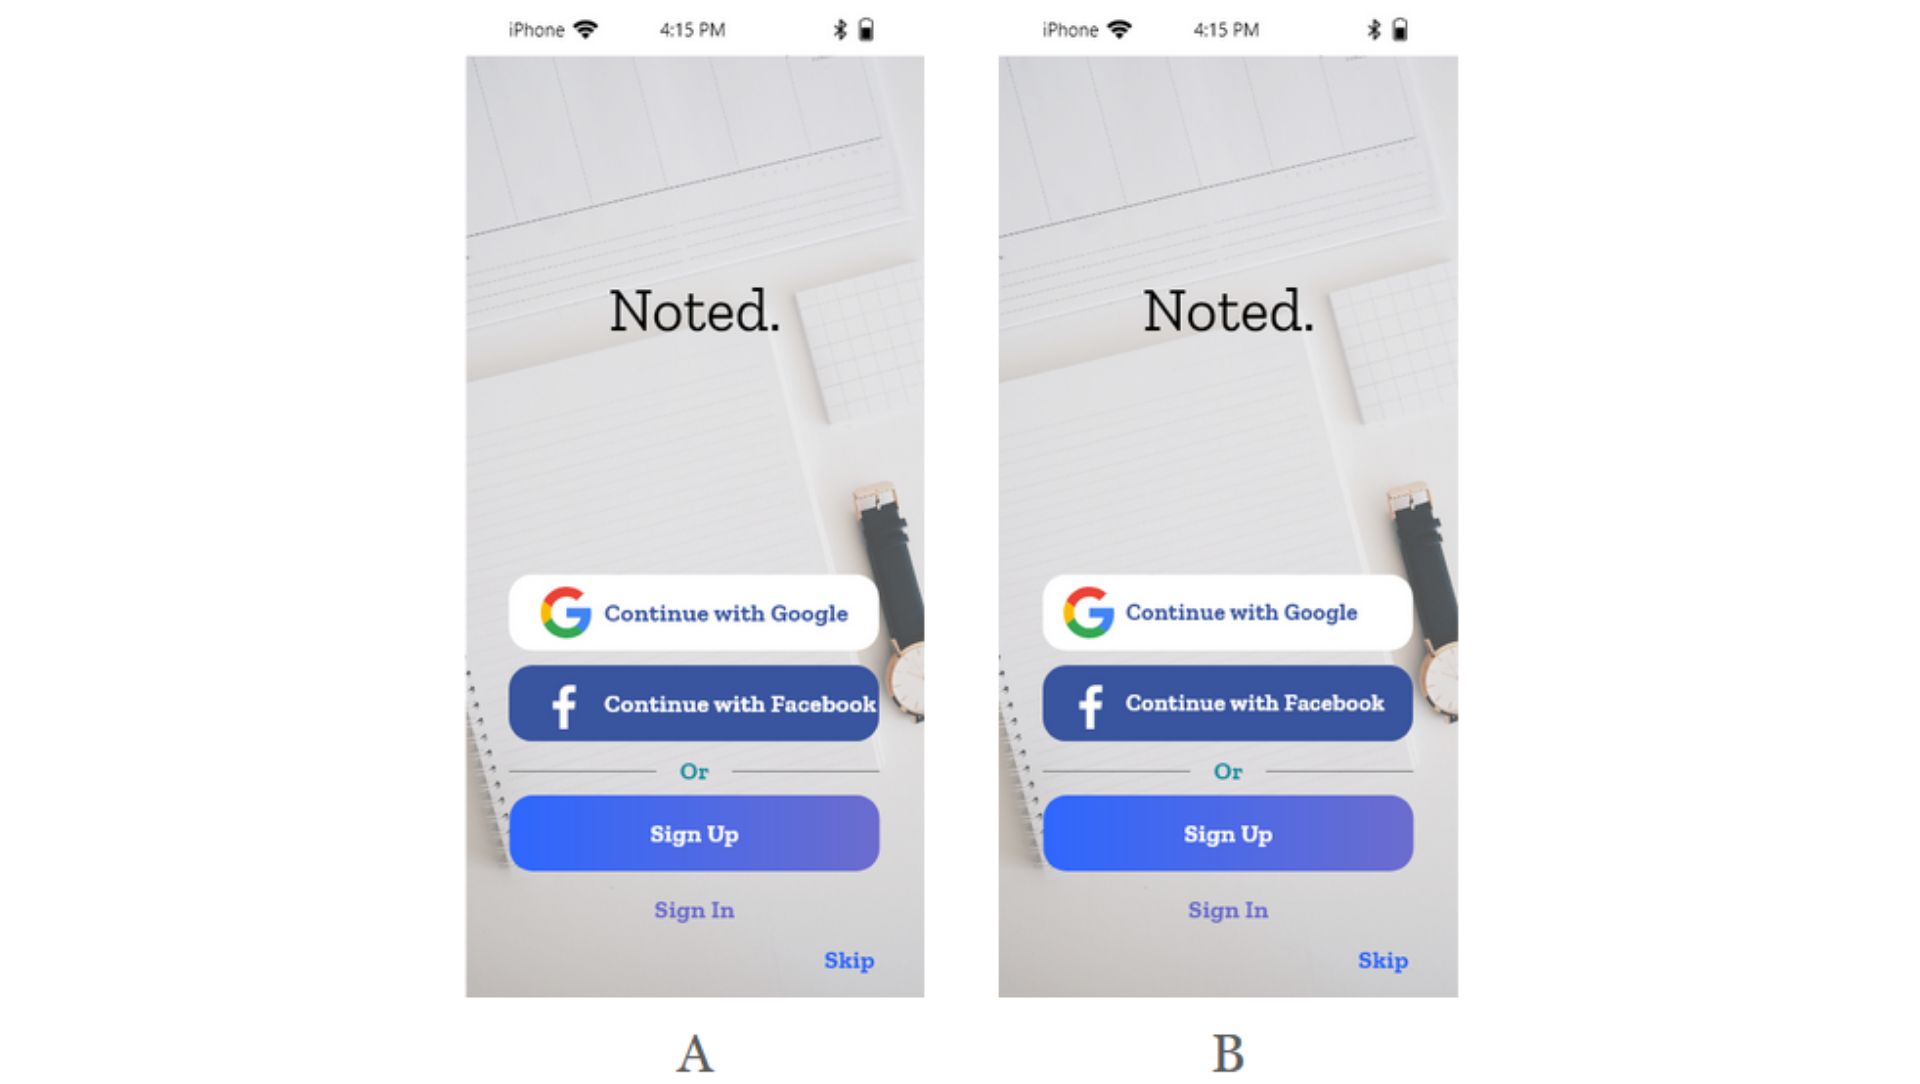 iPhone 4:15 PM
Noted.
Continue with Google
Continue with Facebook
Or
Sign Up
Sign In
Skip
A
iPhone 4:15 PM
Noted.
Continue with Google
Continue with Facebook
Or
Sign Up
Sign In
Skip
B